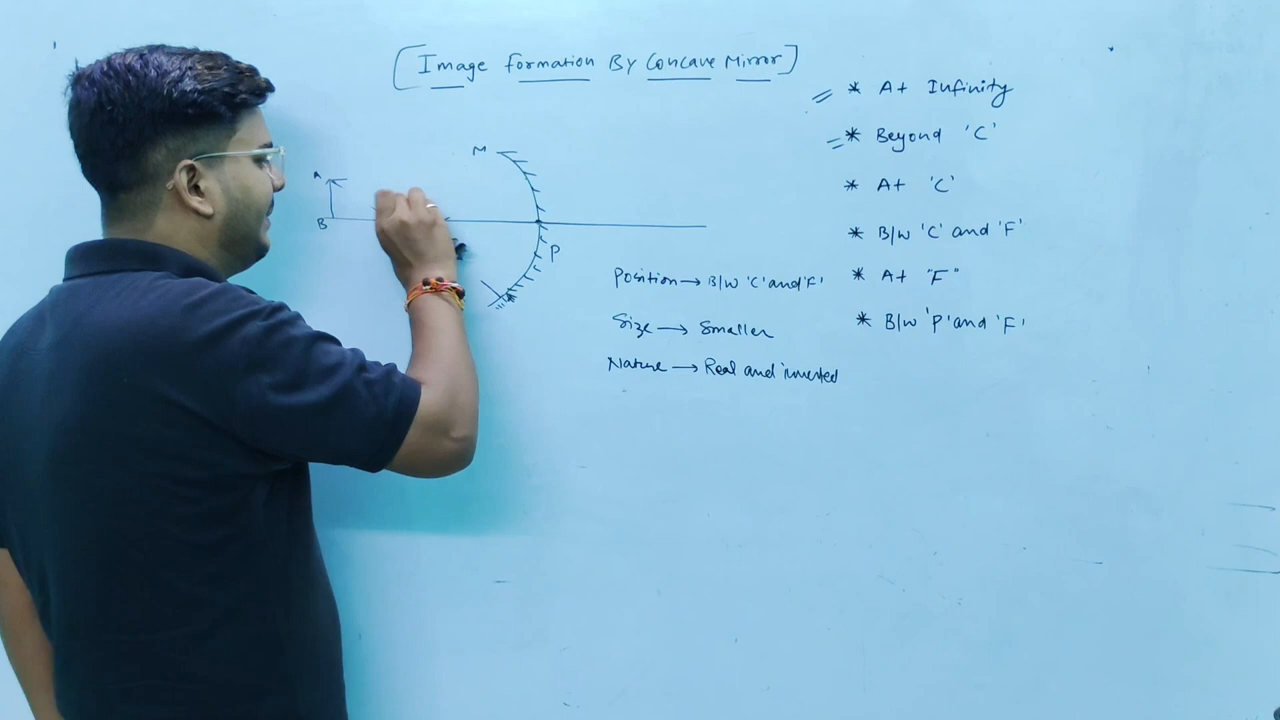 [Image formation By Concave Mirror]
* At Infinity
* Beyond 'C'
* At 'C'
* B/w 'C' and 'F'
* At "F"
* B/w 'P' and 'F'
M
A
B
P
Position → B/w 'C' and 'F'
Size → Smaller
Nature → Real and inverted